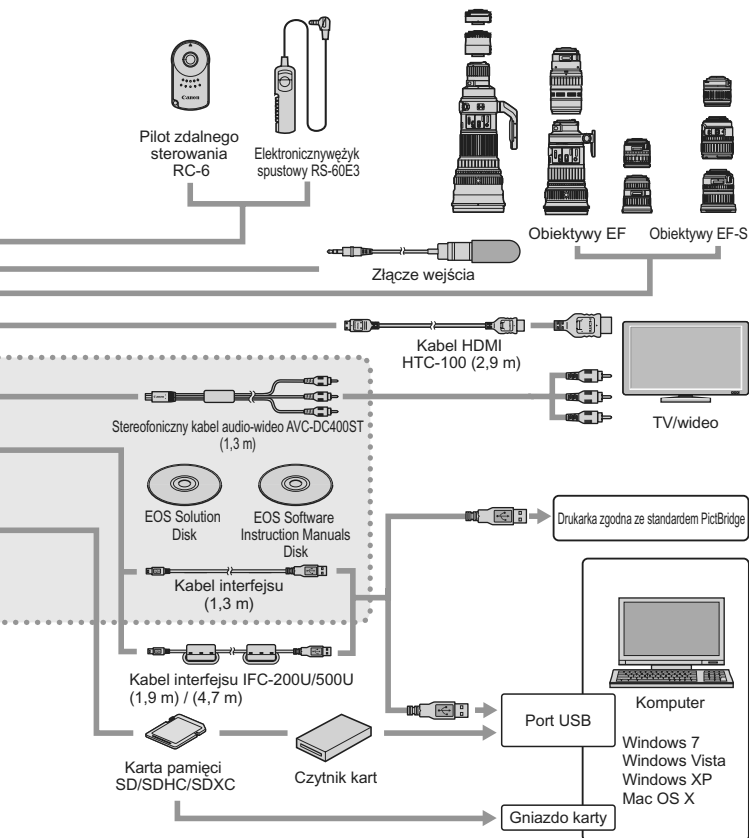 Canon
Pilot zdalnego
sterowania
RC-6
Elektronicznywężyk
spustowy RS-60E3
Obiektywy EF
Obiektywy EF-S
Złącze wejścia
Kabel HDMI
HTC-100 (2,9 m)
TV/wideo
Stereofoniczny kabel audio-wideo AVC-DC400ST
(1,3 m)
EOS Solution
Disk
EOS Software
Instruction Manuals
Disk
Drukarka zgodna ze standardem PictBridge
Kabel interfejsu
(1,3 m)
Kabel interfejsu IFC-200U/500U
(1,9 m) / (4,7 m)
Komputer
Port USB
Windows 7
Windows Vista
Windows XP
Mac OS X
Karta pamięci
SD/SDHC/SDXC
Czytnik kart
Gniazdo karty